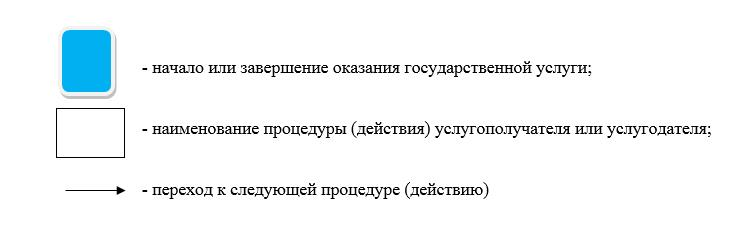 - начало или завершение оказания государственной услуги;
- наименование процедуры (действия) услугополучателя или услугодателя;
- переход к следующей процедуре (действию)